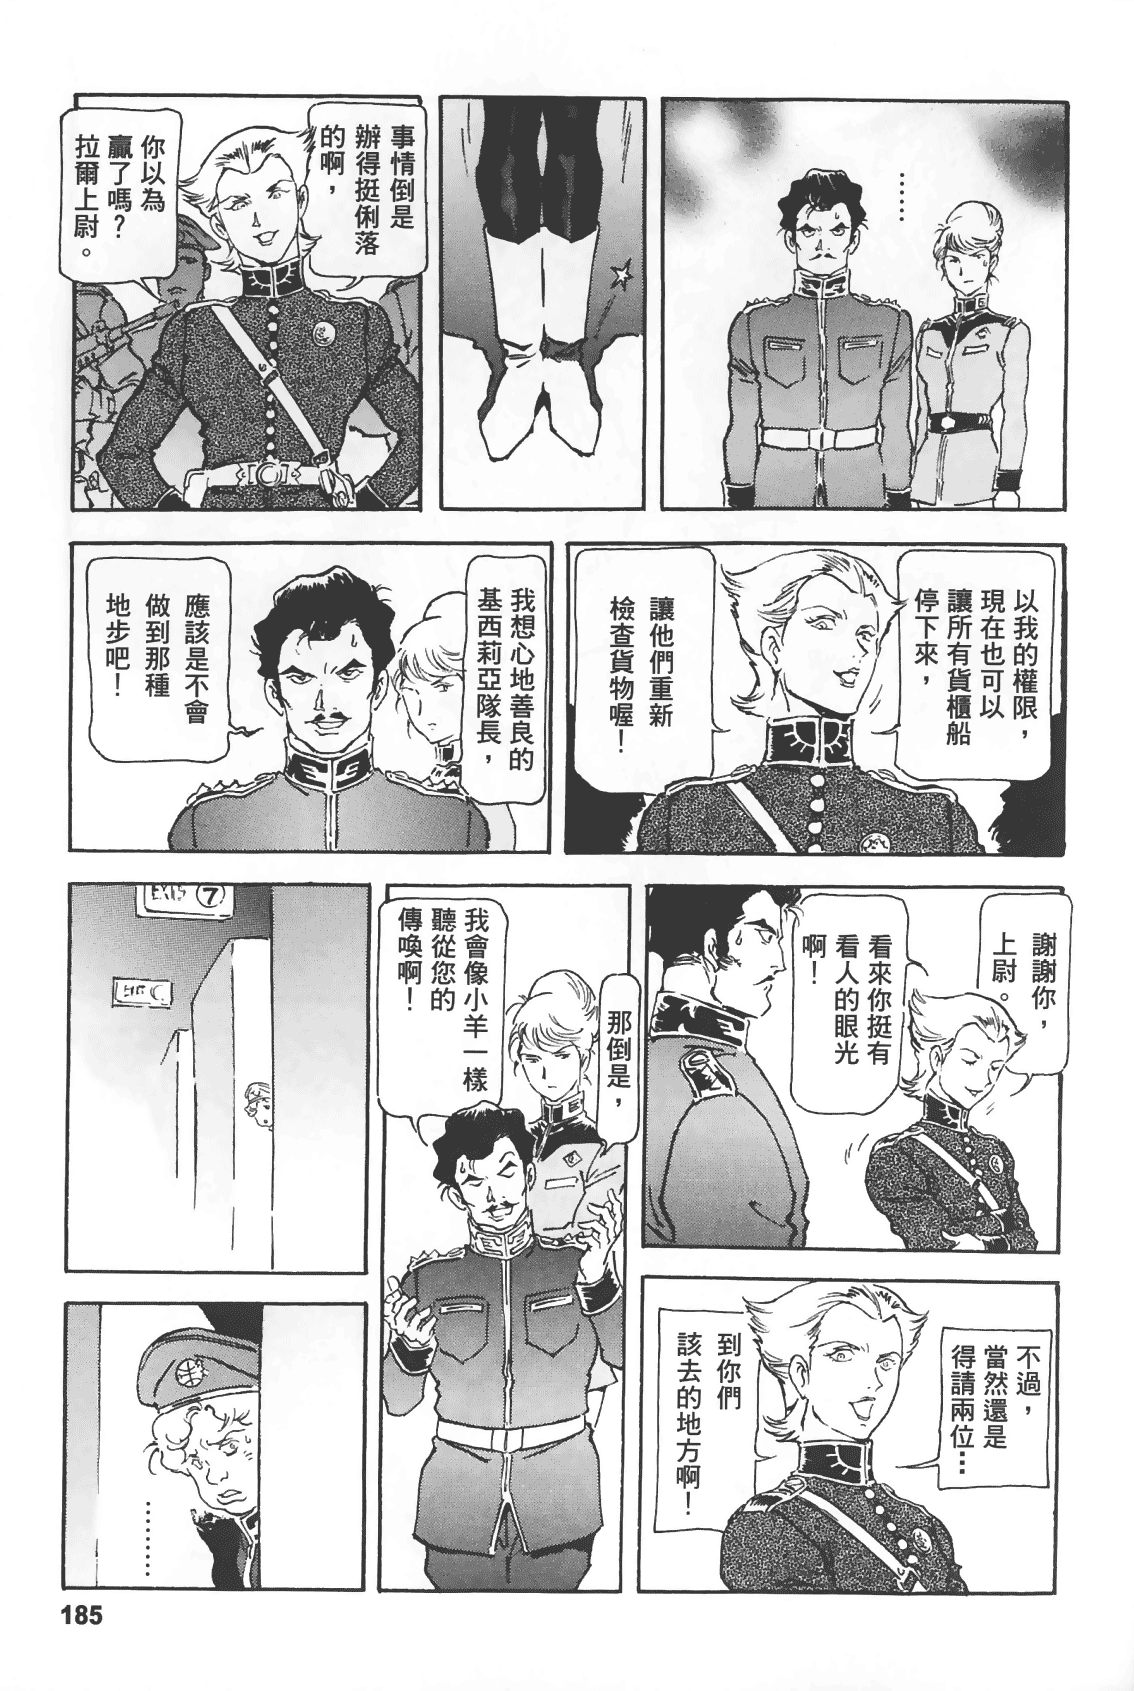 ………
事情倒是
辦得挺俐落
的啊，
你以為
贏了嗎？
拉爾上尉。
以我的權限，
現在也可以
讓所有貨櫃船
停下來，
讓他們重新
檢查貨物喔！
我想心地善良的
基西莉亞隊長，
應該是不會
做到那種
地步吧！
謝謝你，
上尉。
看來你挺有
看人的眼光
啊！
不過，
當然還是
得請兩位…
到你們
該去的地方啊！
那倒是，
我會像小羊一樣
聽從您的
傳喚啊！
EXIS ⑦
………
185